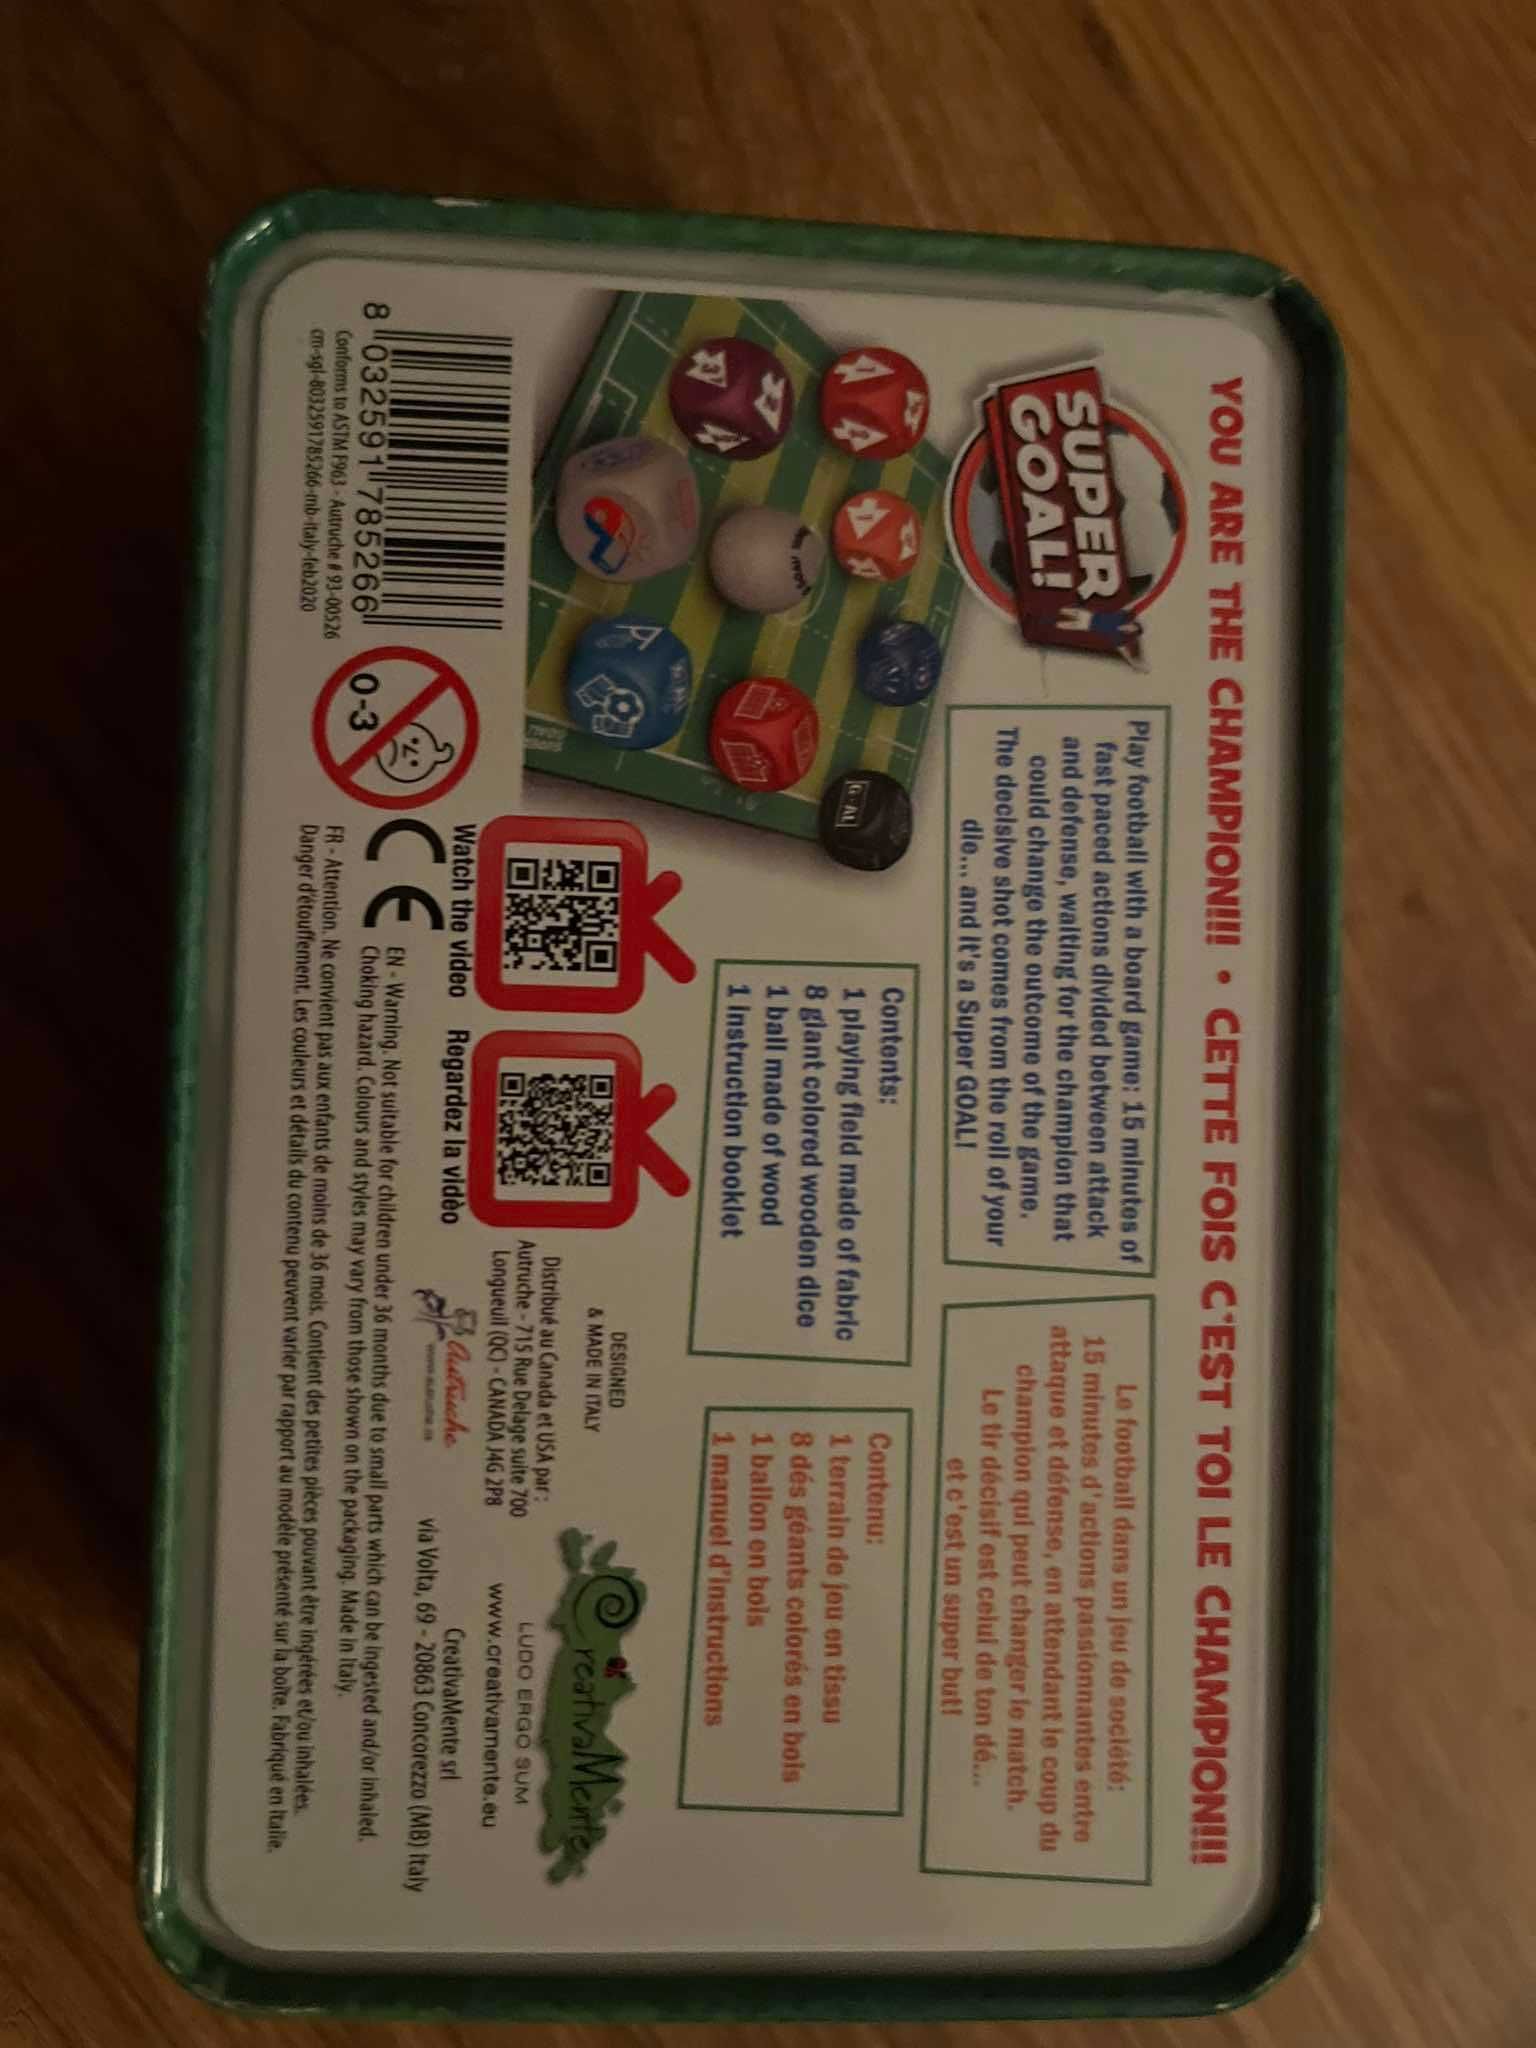 YOU ARE THE CHAMPION!!! • CETTE FOIS C'EST TOI LE CHAMPION!!!
SUPER
GOAL!
Play football with a board game: 15 minutes of
fast paced actions divided between attack
and defense, waiting for the champion that
could change the outcome of the game.
The decisive shot comes from the roll of your
die... and it's a Super GOAL!
Le football dans un jeu de société:
15 minutes d'actions passionnantes entre
attaque et défense, en attendant le coup du
champion qui peut changer le match.
Le tir décisif est celui de ton dé...
et c'est un super but!
Contents:
1 playing field made of fabric
8 giant colored wooden dice
1 ball made of wood
1 instruction booklet
Contenu:
1 terrain de jeu en tissu
8 dés géants colorés en bois
1 ballon en bois
1 manuel d'instructions
G-AL
Watch the video
Regardez la vidèo
DESIGNED
& MADE IN ITALY
Distribué au Canada et USA par :
Autruche - 715 Rue Delage suite 700
Longueuil (QC) - CANADA J4G 2P8
Autruche
CreativaMente
LUDO ERGO SUM
www.creativamente.eu
CreativaMente srl
via Volta, 69 - 20863 Concorezzo (MB) Italy
8 032591 785266
Conforms to ASTM F963 - Autruche # 93-00526
cm-sgl-8032591785266-mb-italy-feb2020
0-3
CE
EN - Warning. Not suitable for children under 36 months due to small parts which can be ingested and/or inhaled.
Choking hazard. Colours and styles may vary from those shown on the packaging. Made in Italy.
FR - Attention. Ne convient pas aux enfants de moins de 36 mois. Contient des petites pièces pouvant être ingérées et/ou inhalées.
Danger d'étouffement. Les couleurs et détails du contenu peuvent varier par rapport au modèle présenté sur la boîte. Fabriqué en Italie.